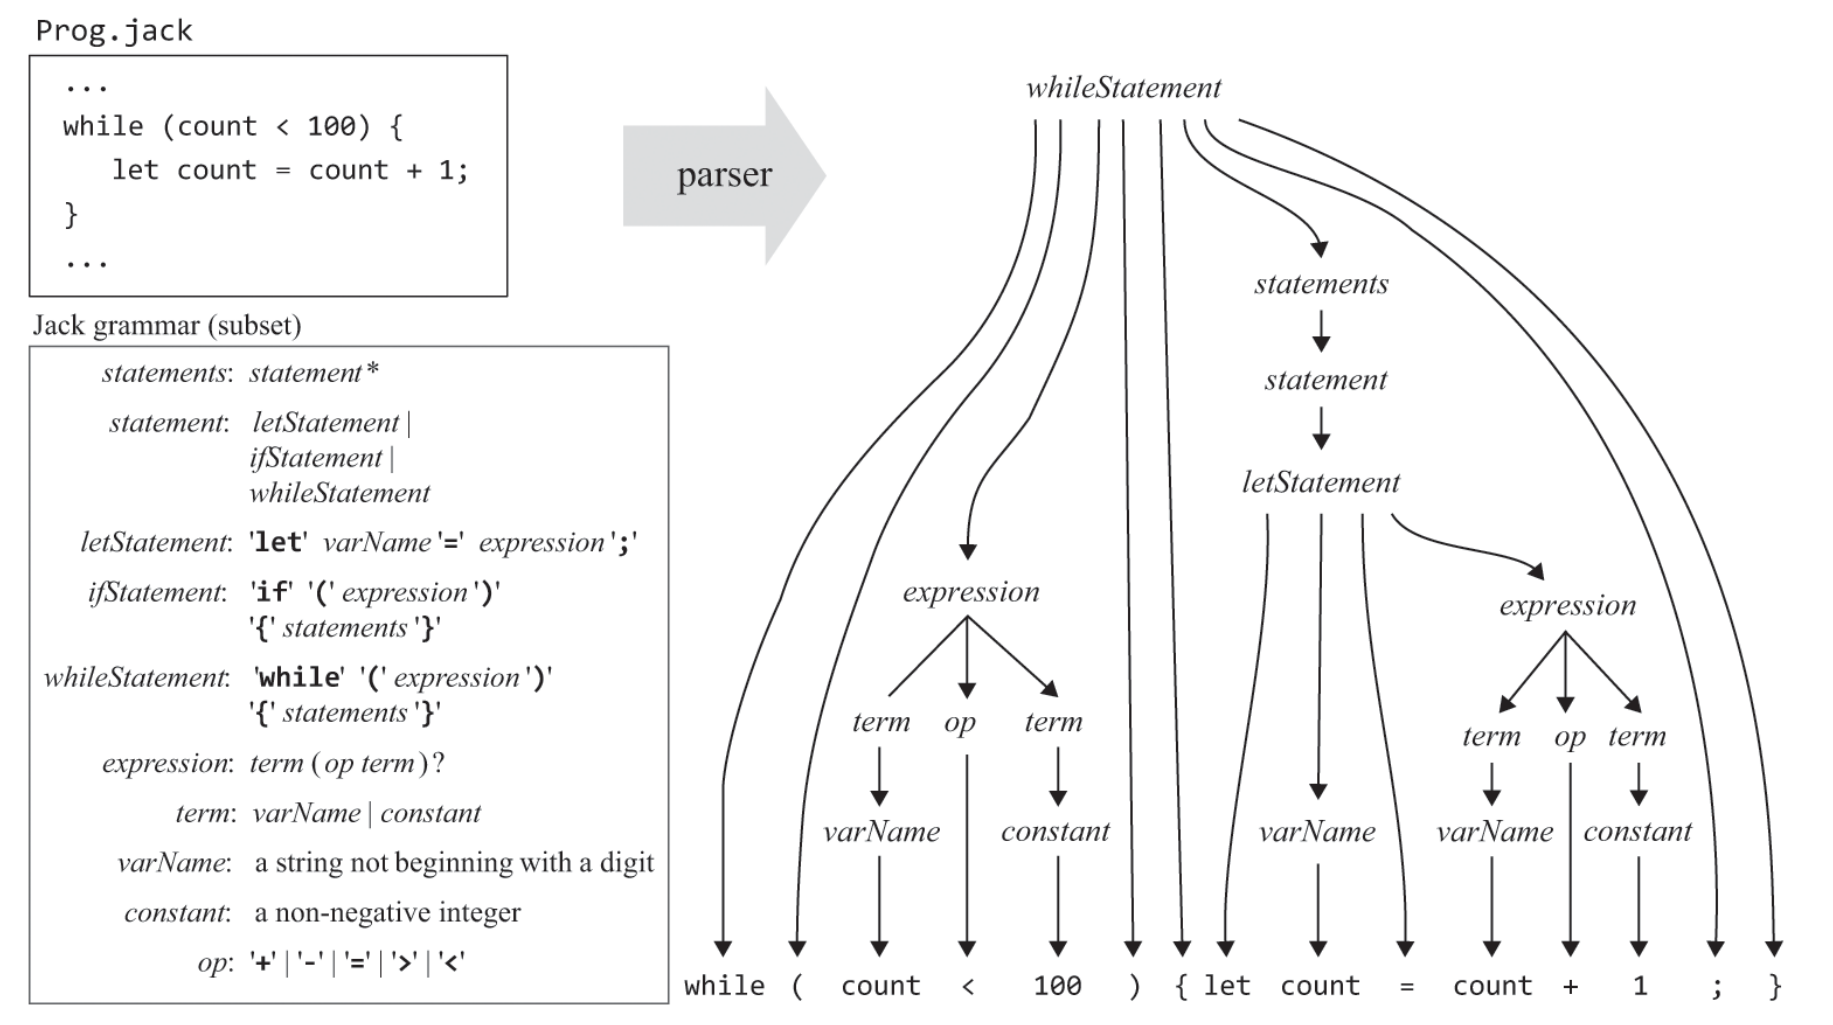 Prog.jack
...
while (count < 100) {
let count = count + 1;
}
...
Jack grammar (subset)
statements: statement*
statement: letStatement |
ifStatement |
whileStatement
letStatement: 'let' varName '=' expression ';'
ifStatement: 'if' '(' expression ')'
'{' statements '}'
whileStatement: 'while' '(' expression ')'
'{' statements '}'
expression: term (op term)?
term: varName | constant
varName: a string not beginning with a digit
constant: a non-negative integer
op: '+' | '-' | '=' | '>' | '<'
parser
whileStatement
statements
statement
letStatement
expression
expression
term op term
term op term
varName constant varName varName constant
while ( count < 100 ) { let count = count + 1 ; }